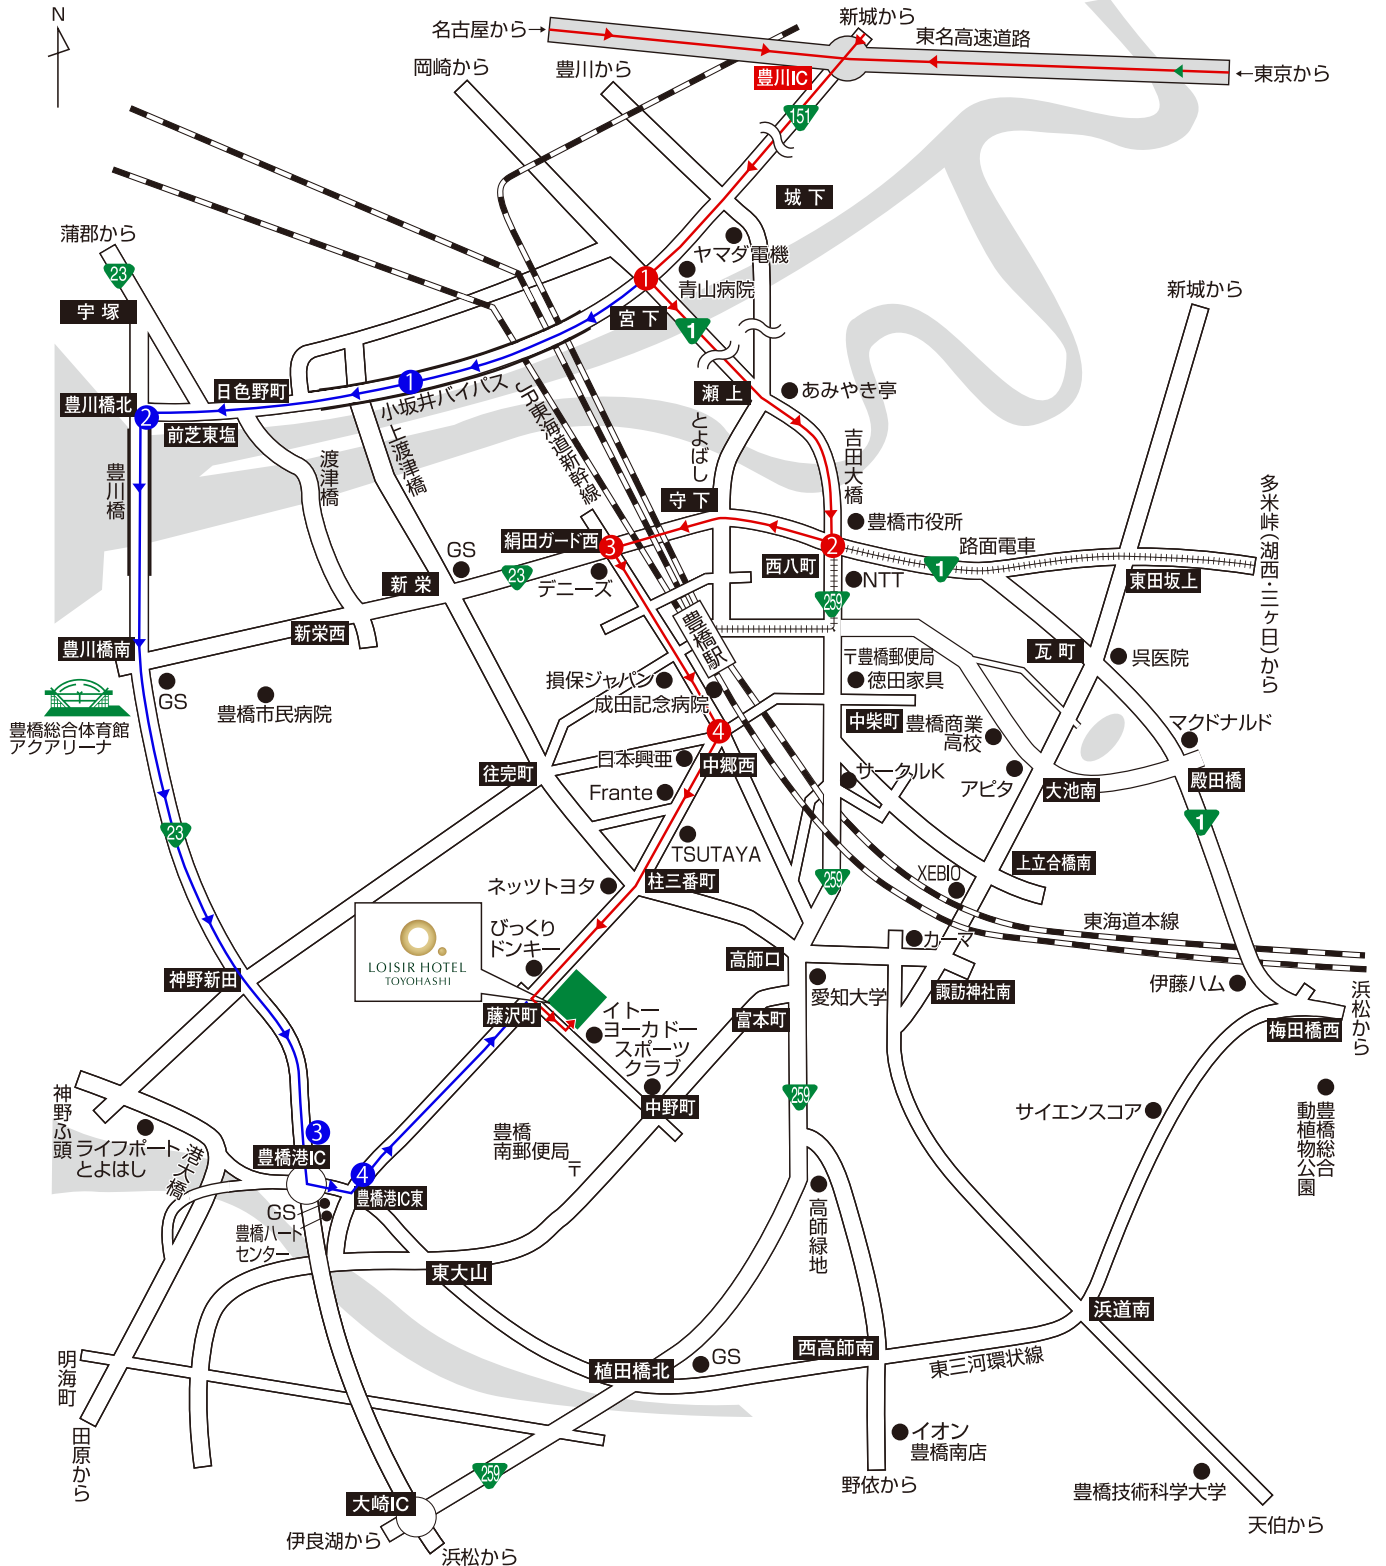 N
名古屋から→
新城から
東名高速道路
←東京から
岡崎から
豊川から
豊川IC
151
城下
蒲郡から
23
宇塚
ヤマダ電機
青山病院
1
宮下
1
新城から
豊川橋北
2
日色野町
1
前芝東塩
小坂井バイパス
上渡津橋
渡津橋
豊川橋
JR東海道新幹線
瀬上
あみやき亭
とよばし
吉田大橋
守下
豊橋市役所
多米峠(湖西・三ヶ日)から
絹田ガード西
3
2
西八町
路面電車
1
東田坂上
GS
新栄
23
デニーズ
NTT
259
新栄西
豊川橋南
豊橋駅
瓦町
呉医院
〒豊橋郵便局
徳田家具
GS
豊橋市民病院
豊橋総合体育館
アクアリーナ
損保ジャパン
成田記念病院
4
中郷西
中柴町
豊橋商業
高校
マクドナルド
殿田橋
往完町
日本興亜
Frante
サークルK
アピタ
大池南
1
23
TSUTAYA
柱三番町
259
XEBIO
上立合橋南
ネッツトヨタ
東海道本線
びっくり
ドンキー
LOISIR HOTEL
TOYOHASHI
高師口
カーマ
愛知大学
諏訪神社南
伊藤ハム
浜松から
神野新田
藤沢町
イトー
ヨーカドー
スポーツ
クラブ
富本町
梅田橋西
中野町
259
サイエンスコア
豊橋総合
動植物公園
神野ふ頭
ライフポート
とよはし
港大橋
3
豊橋港IC
4
豊橋港IC東
豊橋
南郵便局
〒
GS
豊橋ハート
センター
高師緑地
東大山
浜道南
西高師南
東三河環状線
植田橋北
GS
明海町
田原から
イオン
豊橋南店
野依から
豊橋技術科学大学
天伯から
259
大崎IC
伊良湖から
浜松から